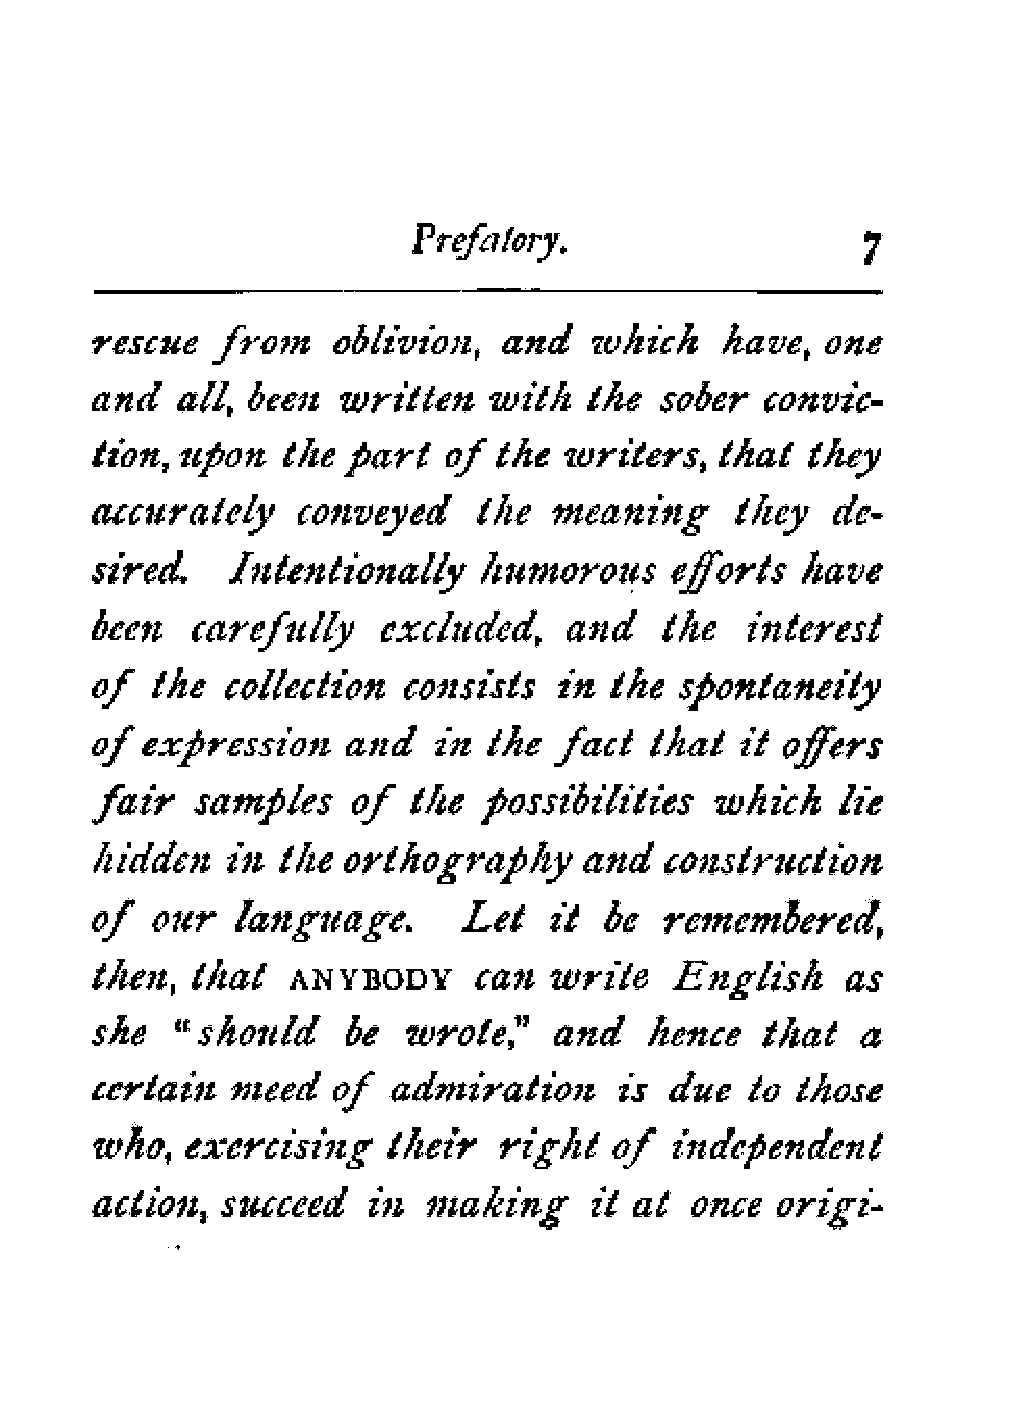 Prefatory. 7
rescue from oblivion, and which have, one
and all, been written with the sober convic-
tion, upon the part of the writers, that they
accurately conveyed the meaning they de-
sired. Intentionally humorous efforts have
been carefully excluded, and the interest
of the collection consists in the spontaneity
of expression and in the fact that it offers
fair samples of the possibilities which lie
hidden in the orthography and construction
of our language. Let it be remembered,
then, that ANYBODY can write English as
she "should be wrote," and hence that a
certain meed of admiration is due to those
who, exercising their right of independent
action, succeed in making it at once origi-